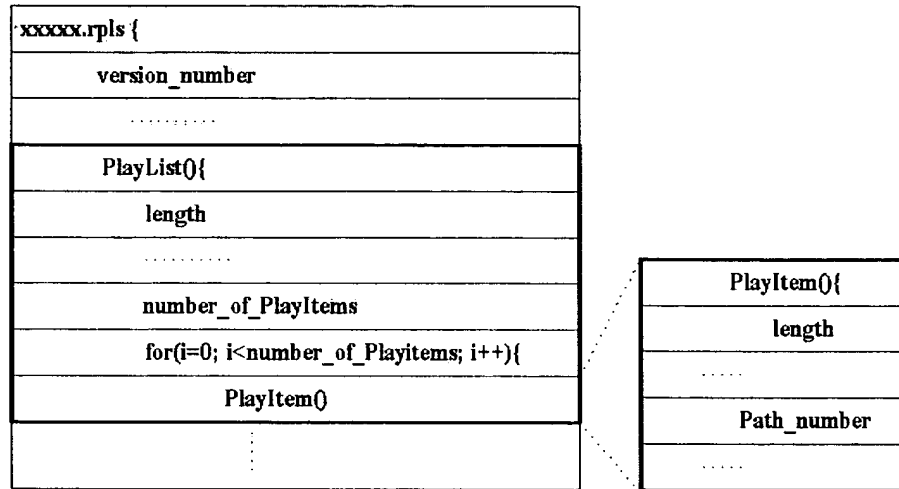 xxxxx.rpls {
version_number
..........
PlayList(){
length
..........
number_of_PlayItems
for(i=0; i<number_of_Playitems; i++){
PlayItem()
PlayItem(){
length
.....
Path_number
.....